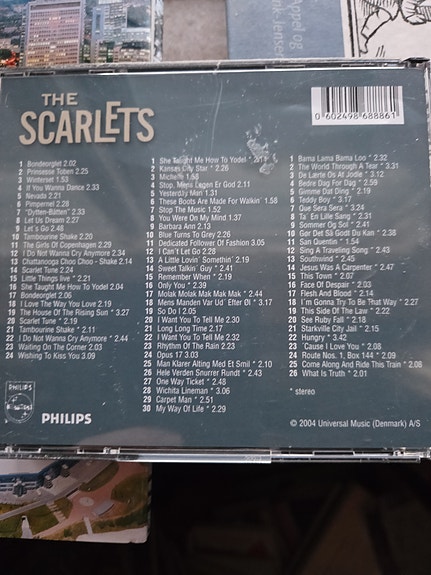 Appel og
THE
SCARLETS
0 602498 688861
1 Bondeorgiet 2.02
2 Prinsesse Toben 2.25
3 Winterset 1.53
4 If You Wanna Dance 2.33
5 Nevada 2.21
6 Pimpernel 2.28
7 "Dytten-Båtten" 2.33
8 Let Us Dream 2.27
9 Let's Go 2.48
10 Tambourine Shake 2.20
11 The Girls Of Copenhagen 2.29
12 I Do Not Wanna Cry Anymore 2.34
13 Chattanooga Choo Choo - Shake 2.14
14 Scarlet Tune 2.24
15 Little Things live * 2.21
16 She Taught Me How To Yodel 2.04
17 Bondeorgiet 2.06
18 I Love The Way You Love 2.19
19 The House Of The Rising Sun * 3.27
20 Scarlet Tune * 2.19
21 Tambourine Shake * 2.11
22 I Do Not Wanna Cry Anymore * 2.44
23 Waiting On The Corner 2.03
24 Wishing To Kiss You 3.09
1 She Taught Me How To Yodel * 2.11
2 Kansas City Star * 2.26
3 Michelle 1.56
4 Stop, Mens Legen Er God 2.11
5 Yesterday Man 1.31
6 These Boots Are Made For Walkin' 1.58
7 Stop The Music 1.52
8 You Were On My Mind 1.37
9 Barbara Ann 2.13
10 Blue Turns To Grey 2.26
11 Dedicated Follower Of Fashion 3.05
12 I Can't Let Go 2.28
13 A Little Lovin' Somethin' 2.19
14 Sweet Talkin' Guy * 2.41
15 Remember When * 2.19
16 Only You * 2.39
17 Molak Molak Mak Mak Mak * 2.44
18 Mens Manden Var Ud' Efter Øl * 3.17
19 So Do I 2.05
20 I Want You To Tell Me 2.30
21 Long Long Time 2.17
22 I Want You To Tell Me 2.32
23 Rhythm Of The Rain 2.23
24 Opus 17 3.03
25 Man Klarer Alting Med Et Smil * 2.10
26 Hele Verden Snurrer Rundt * 2.43
27 One Way Ticket * 2.48
28 Wichita Lineman * 3.06
29 Carpet Man * 2.51
30 My Way Of Life * 2.29
1 Bama Lama Bama Loo * 2.32
2 The World Through A Tear * 3.31
3 De Lærte Os At Jodle * 3.12
4 Bedre Dag For Dag * 2.59
5 Gimme Dat Ding * 2.19
6 Teddy Boy * 3.17
7 Que Sera Sera * 3.24
8 Ta' En Lille Sang * 2.31
9 Sommer Og Sol * 2.41
10 Gør Det Så Godt Du Kan * 2.38
11 San Quentin * 1.54
12 Sing A Traveling Song * 2.43
13 Southwind * 2.45
14 Jesus Was A Carpenter * 2.47
15 This Town * 2.07
16 Face Of Despair * 2.03
17 Flesh And Blood * 2.14
18 I'm Gonna Try To Be That Way * 2.27
19 This Side Of The Law * 2.22
20 See Ruby Fall * 2.18
21 Starkville City Jail * 2.15
22 Hungry * 3.42
23 'Cause I Love You * 2.08
24 Route Nos. 1, Box 144 * 2.09
25 Come Along And Ride This Train * 2.08
26 What Is Truth * 2.01
* stereo
PHILIPS
PHILIPS
© 2004 Universal Music (Denmark) A/S